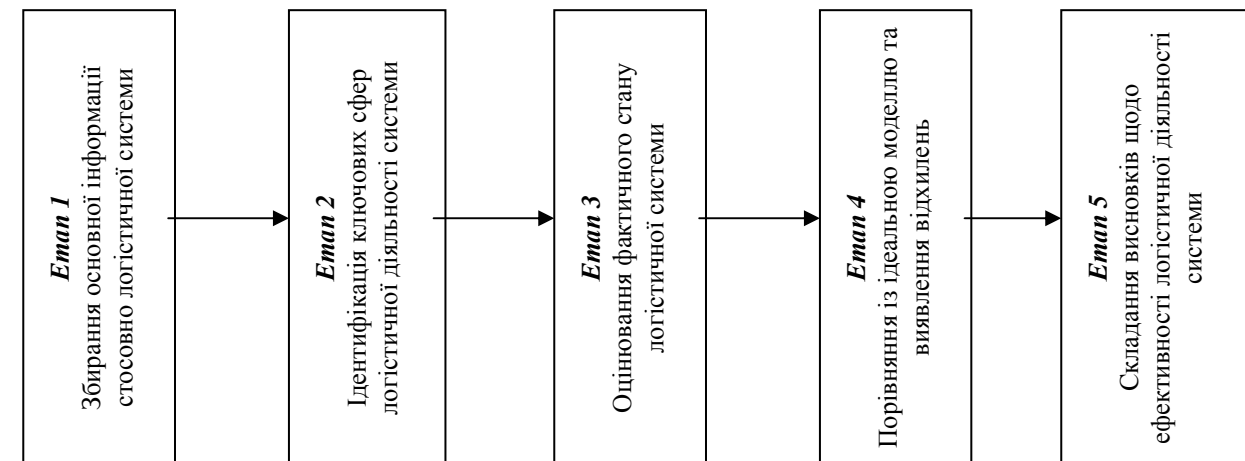 Етап 1
Збирання основної інформації
стосовно логістичної системи
Етап 2
Ідентифікація ключових сфер
логістичної діяльності системи
Етап 3
Оцінювання фактичного стану
логістичної системи
Етап 4
Порівняння із ідеальною моделлю та
виявлення відхилень
Етап 5
Складання висновків щодо
ефективності логістичної діяльності
системи